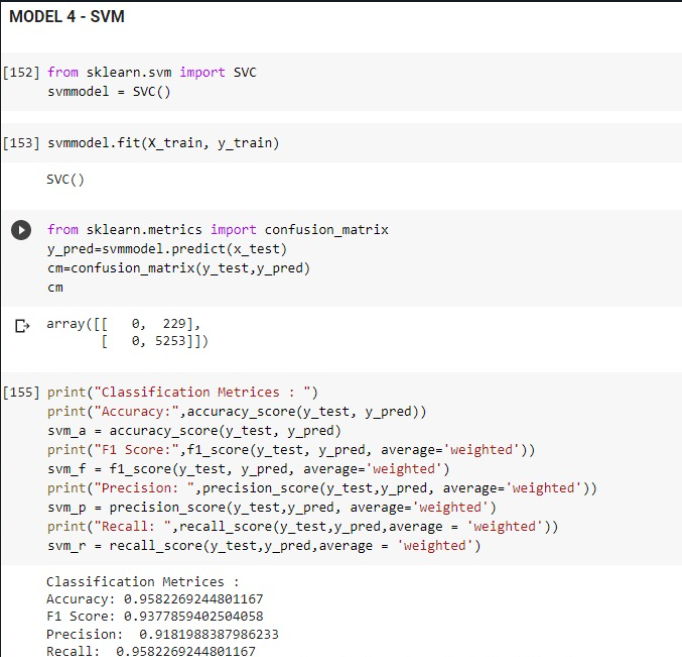 MODEL 4 - SVM
[152] from sklearn.svm import SVC
svmmodel = SVC()
[153] svmmodel.fit(X_train, y_train)
SVC()
from sklearn.metrics import confusion_matrix
y_pred=svmmodel.predict(x_test)
cm=confusion_matrix(y_test,y_pred)
cm
array([[   0,  229],
       [   0, 5253]])
[155] print("Classification Metrices : ")
print("Accuracy:",accuracy_score(y_test, y_pred))
svm_a = accuracy_score(y_test, y_pred)
print("F1 Score:",f1_score(y_test, y_pred, average='weighted'))
svm_f = f1_score(y_test, y_pred, average='weighted')
print("Precision: ",precision_score(y_test,y_pred, average='weighted'))
svm_p = precision_score(y_test,y_pred, average='weighted')
print("Recall: ",recall_score(y_test,y_pred,average = 'weighted'))
svm_r = recall_score(y_test,y_pred,average = 'weighted')
Classification Metrices :
Accuracy: 0.9582269244801167
F1 Score: 0.9377859402504058
Precision:  0.9181988387986233
Recall:  0.9582269244801167